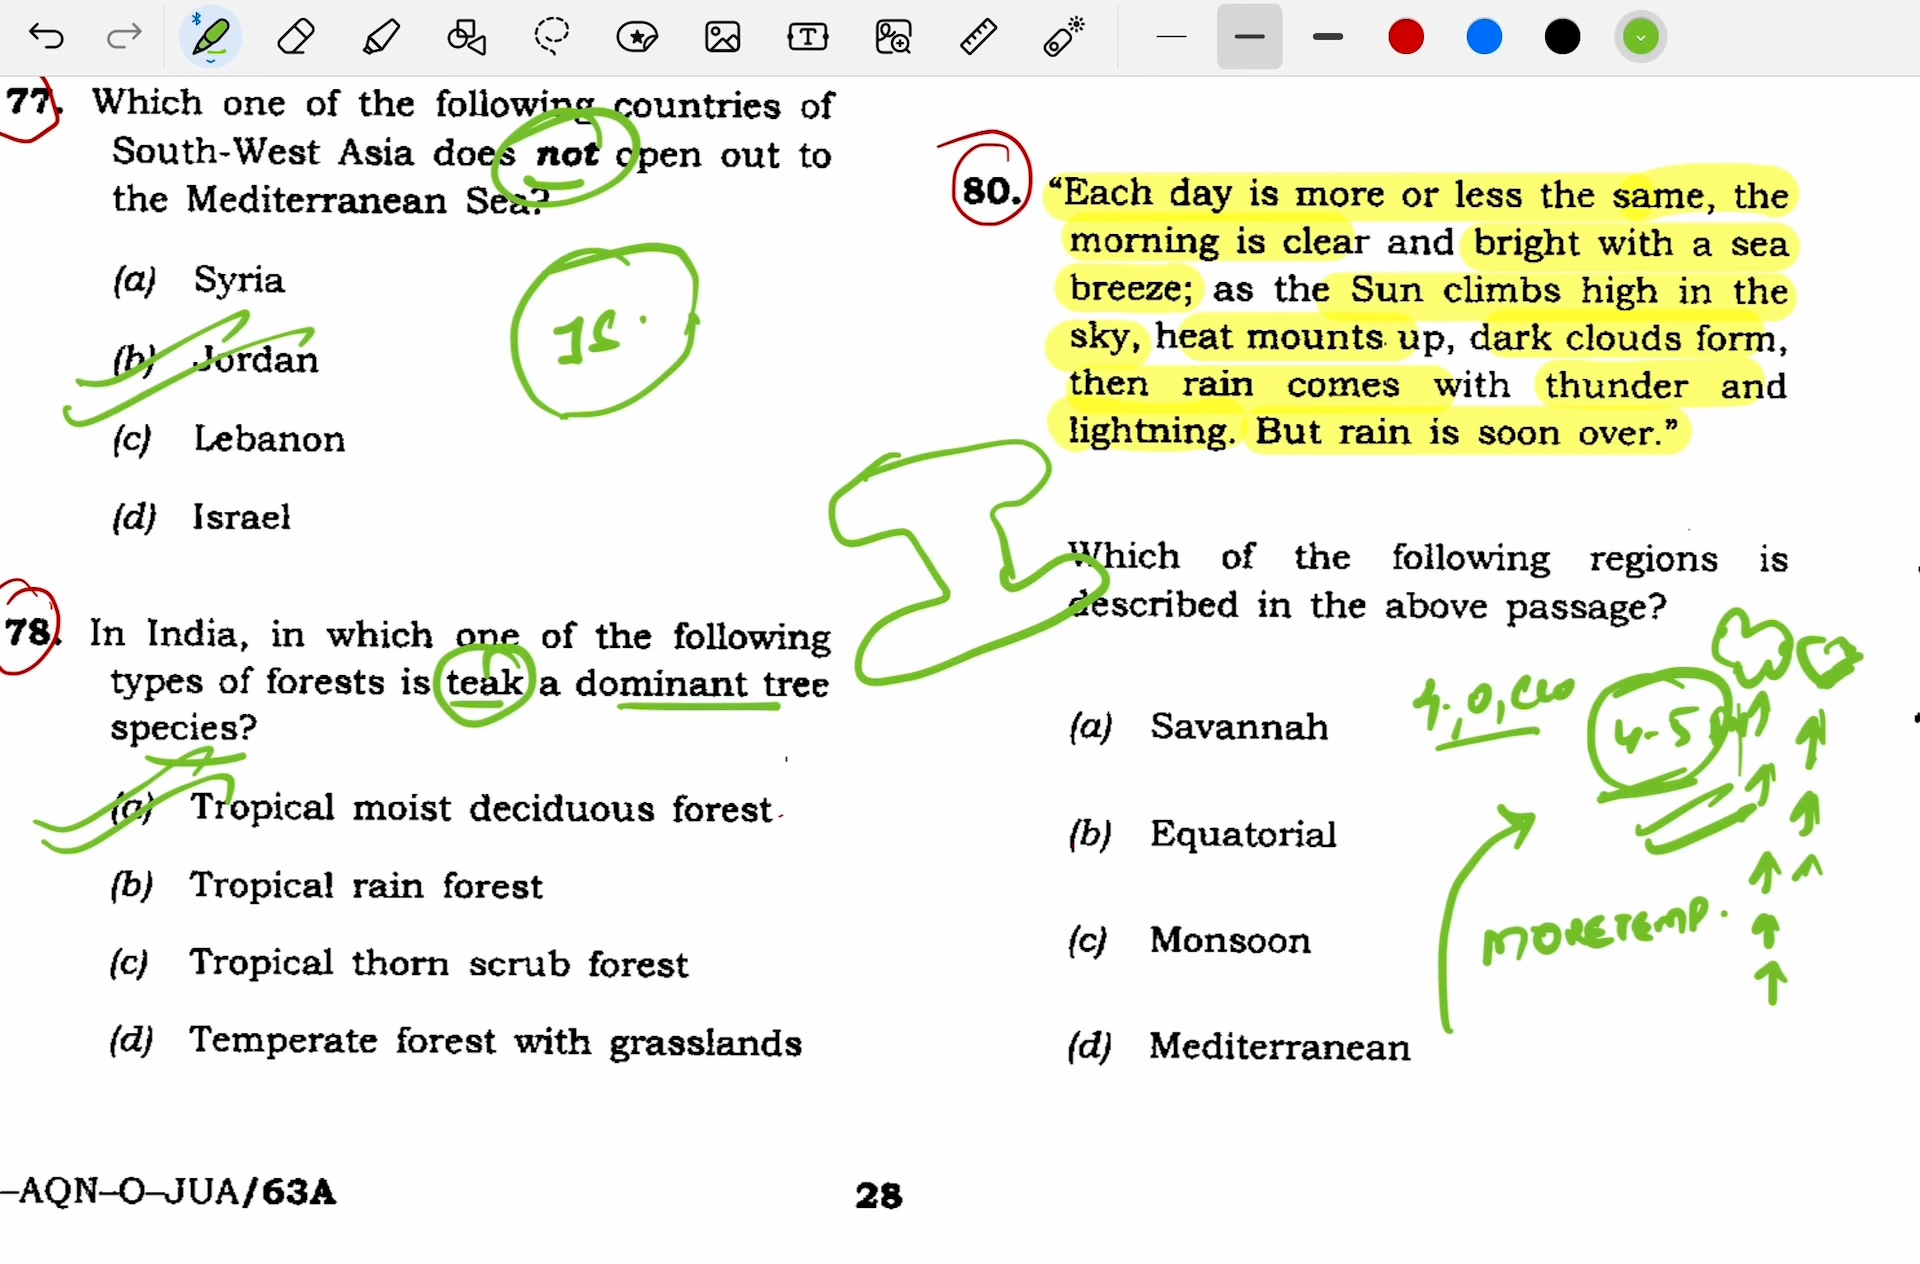 77. Which one of the following countries of
South-West Asia does not open out to
the Mediterranean Sea?
(a) Syria
(b) Jordan
(c) Lebanon
(d) Israel
78. In India, in which one of the following
types of forests is teak a dominant tree
species?
(a) Tropical moist deciduous forest
(b) Tropical rain forest
(c) Tropical thorn scrub forest
(d) Temperate forest with grasslands
–AQN–O–JUA/63A
28
80. “Each day is more or less the same, the
morning is clear and bright with a sea
breeze; as the Sun climbs high in the
sky, heat mounts up, dark clouds form,
then rain comes with thunder and
lightning. But rain is soon over.”
Which of the following regions is
described in the above passage?
(a) Savannah
(b) Equatorial
(c) Monsoon
(d) Mediterranean
4-5
MORE TEMP.